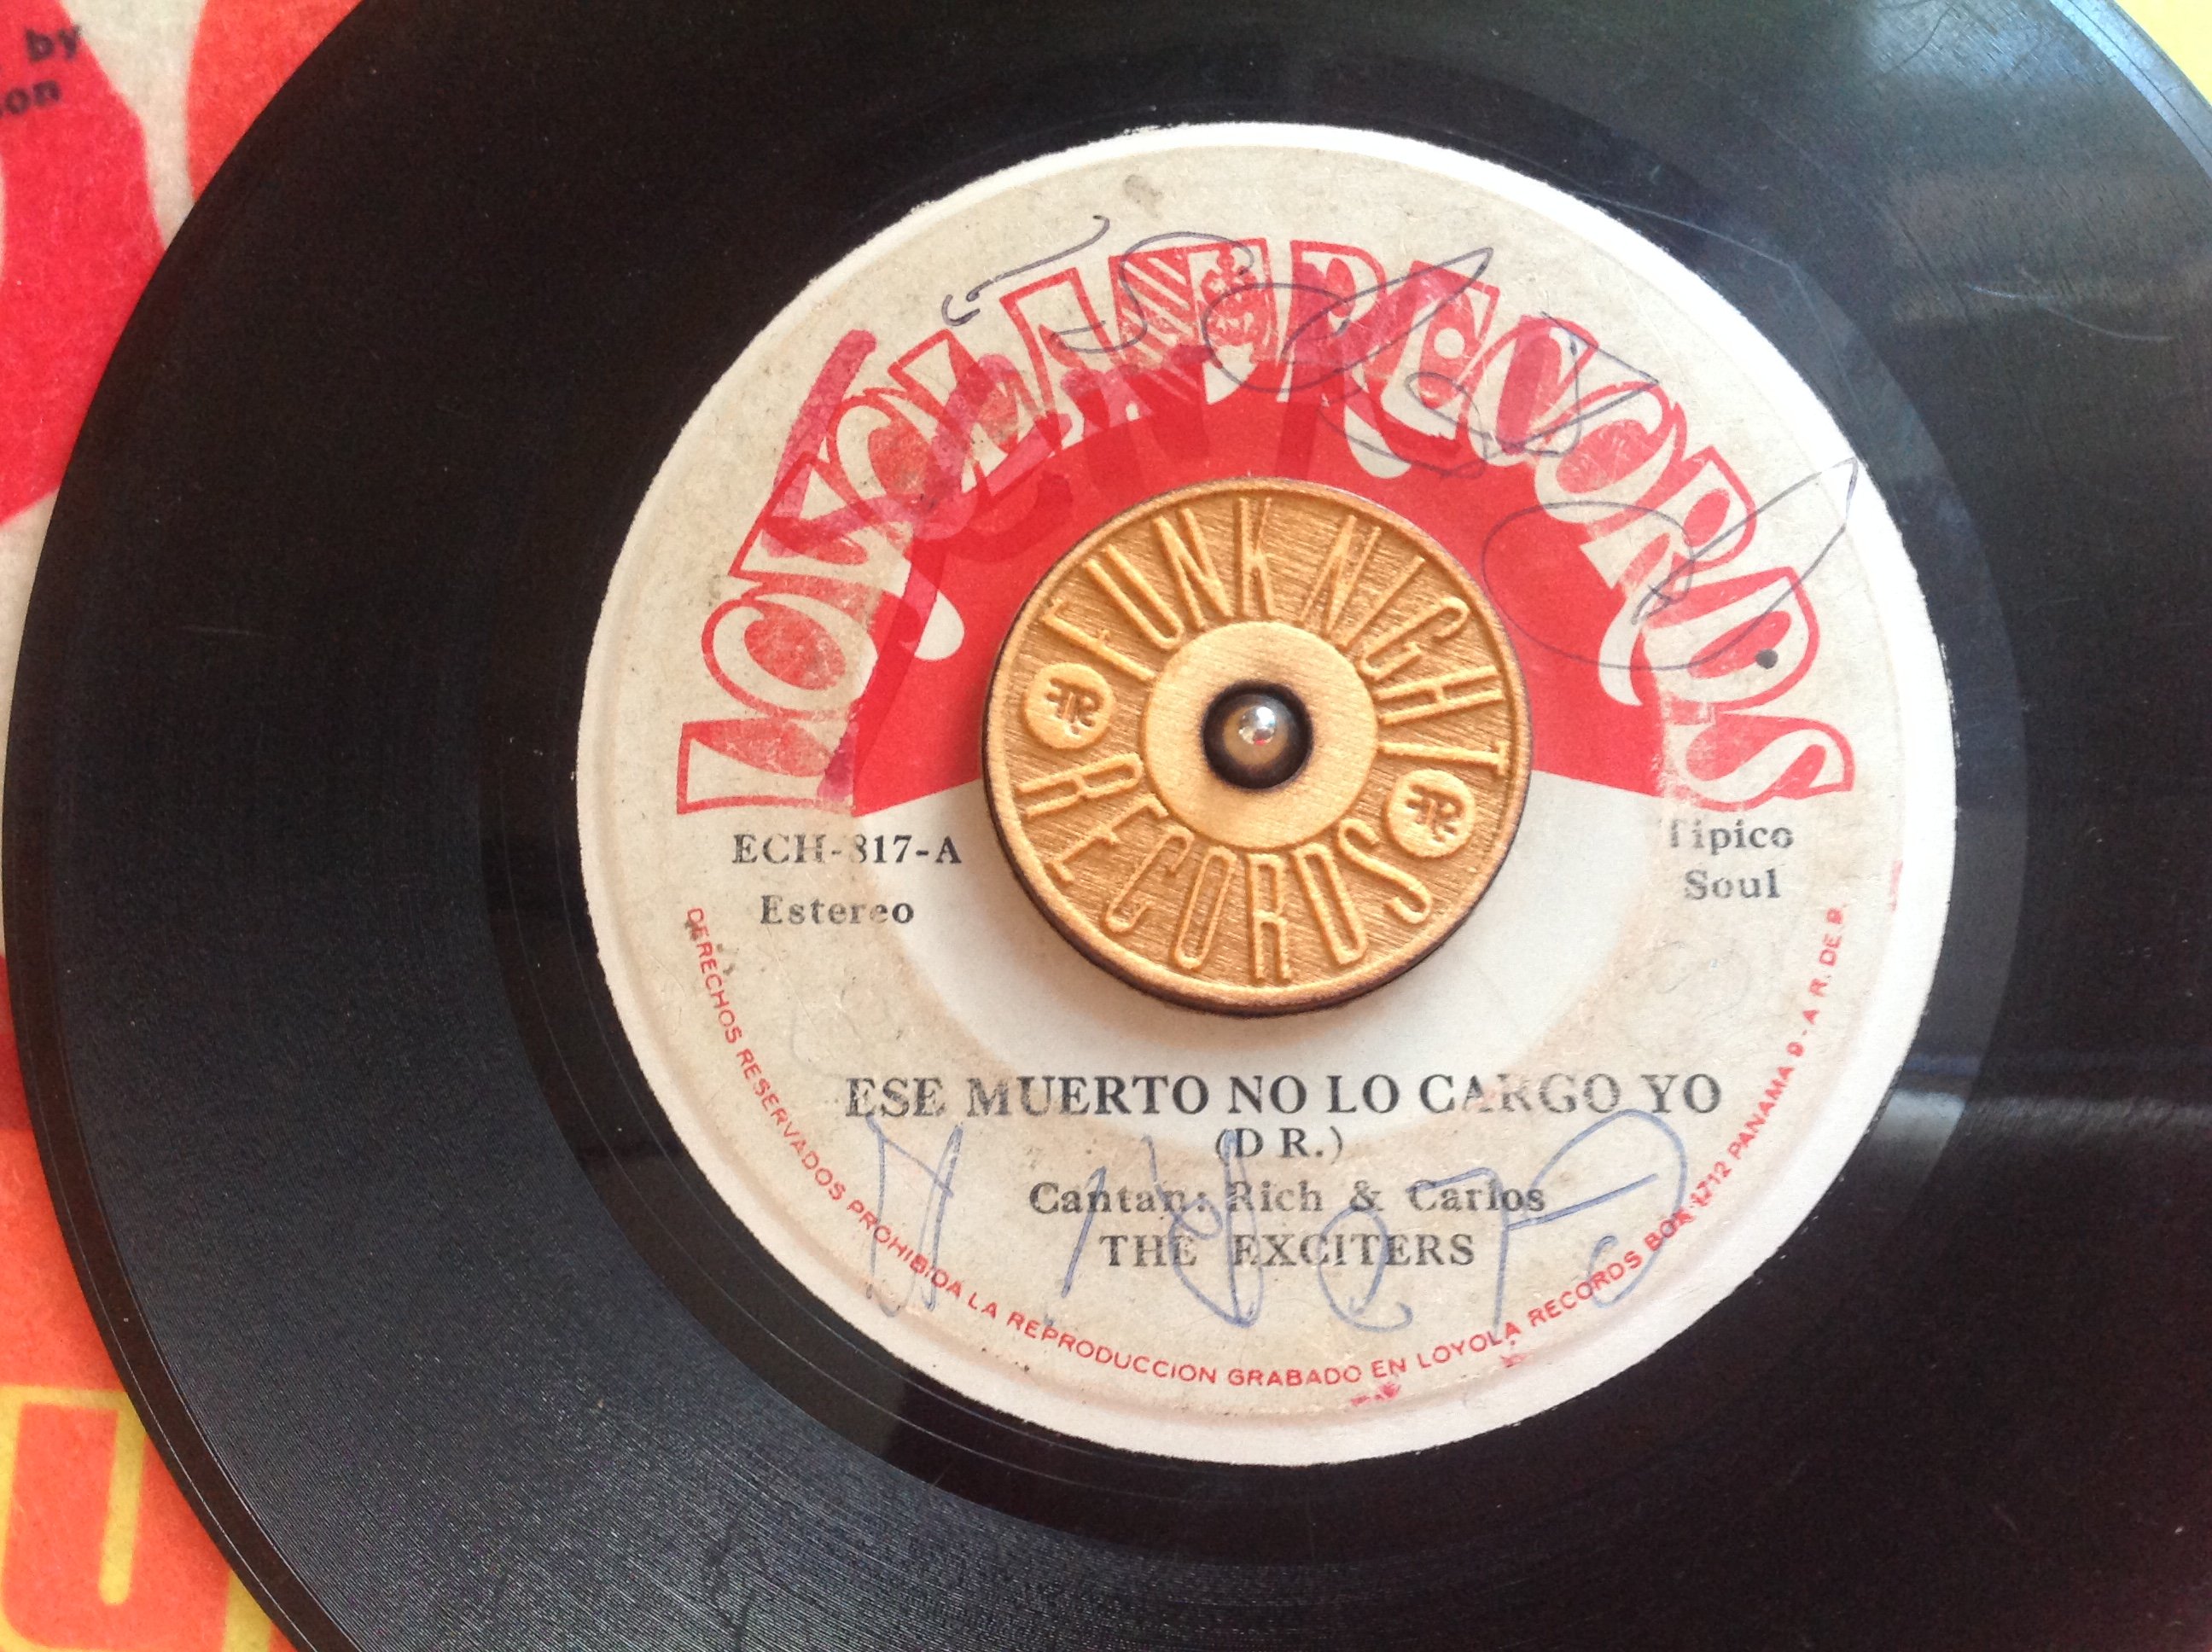 by
LOYOLA RECORDS
FUNK NIGHT
RECORDS
ECH-817-A
Estereo
Tipico
Soul
ESE MUERTO NO LO CARGO YO
(D R.)
Cantan: Rich & Carlos
THE EXCITERS
DERECHOS RESERVADOS PROHIBIDA LA REPRODUCCION GRABADO EN LOYOLA RECORDS BOX 1712 PANAMA 9-A R. DE P.